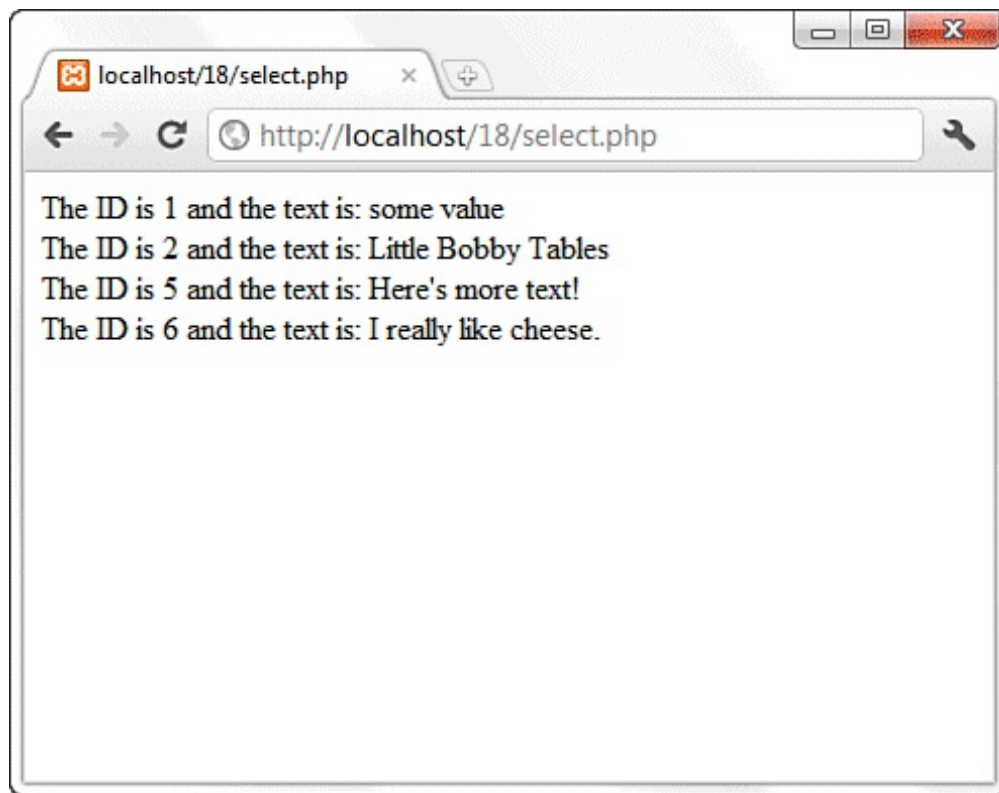 localhost/18/select.php
http://localhost/18/select.php
The ID is 1 and the text is: some value
The ID is 2 and the text is: Little Bobby Tables
The ID is 5 and the text is: Here's more text!
The ID is 6 and the text is: I really like cheese.